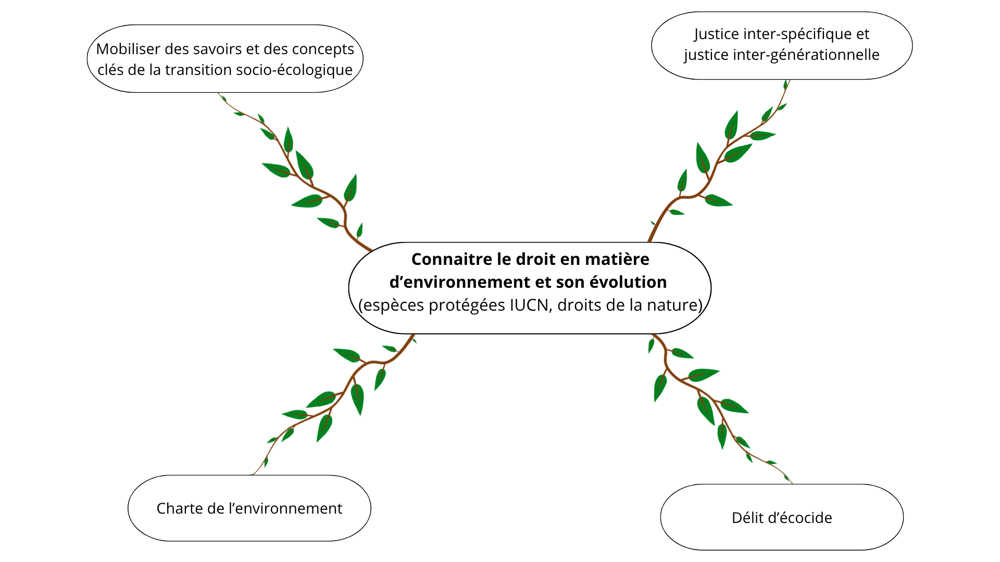 Mobiliser des savoirs et des concepts
clés de la transition socio-écologique
Justice inter-spécifique et
justice inter-générationnelle
Connaitre le droit en matière
d’environnement et son évolution
(espèces protégées IUCN, droits de la nature)
Charte de l’environnement
Délit d’écocide